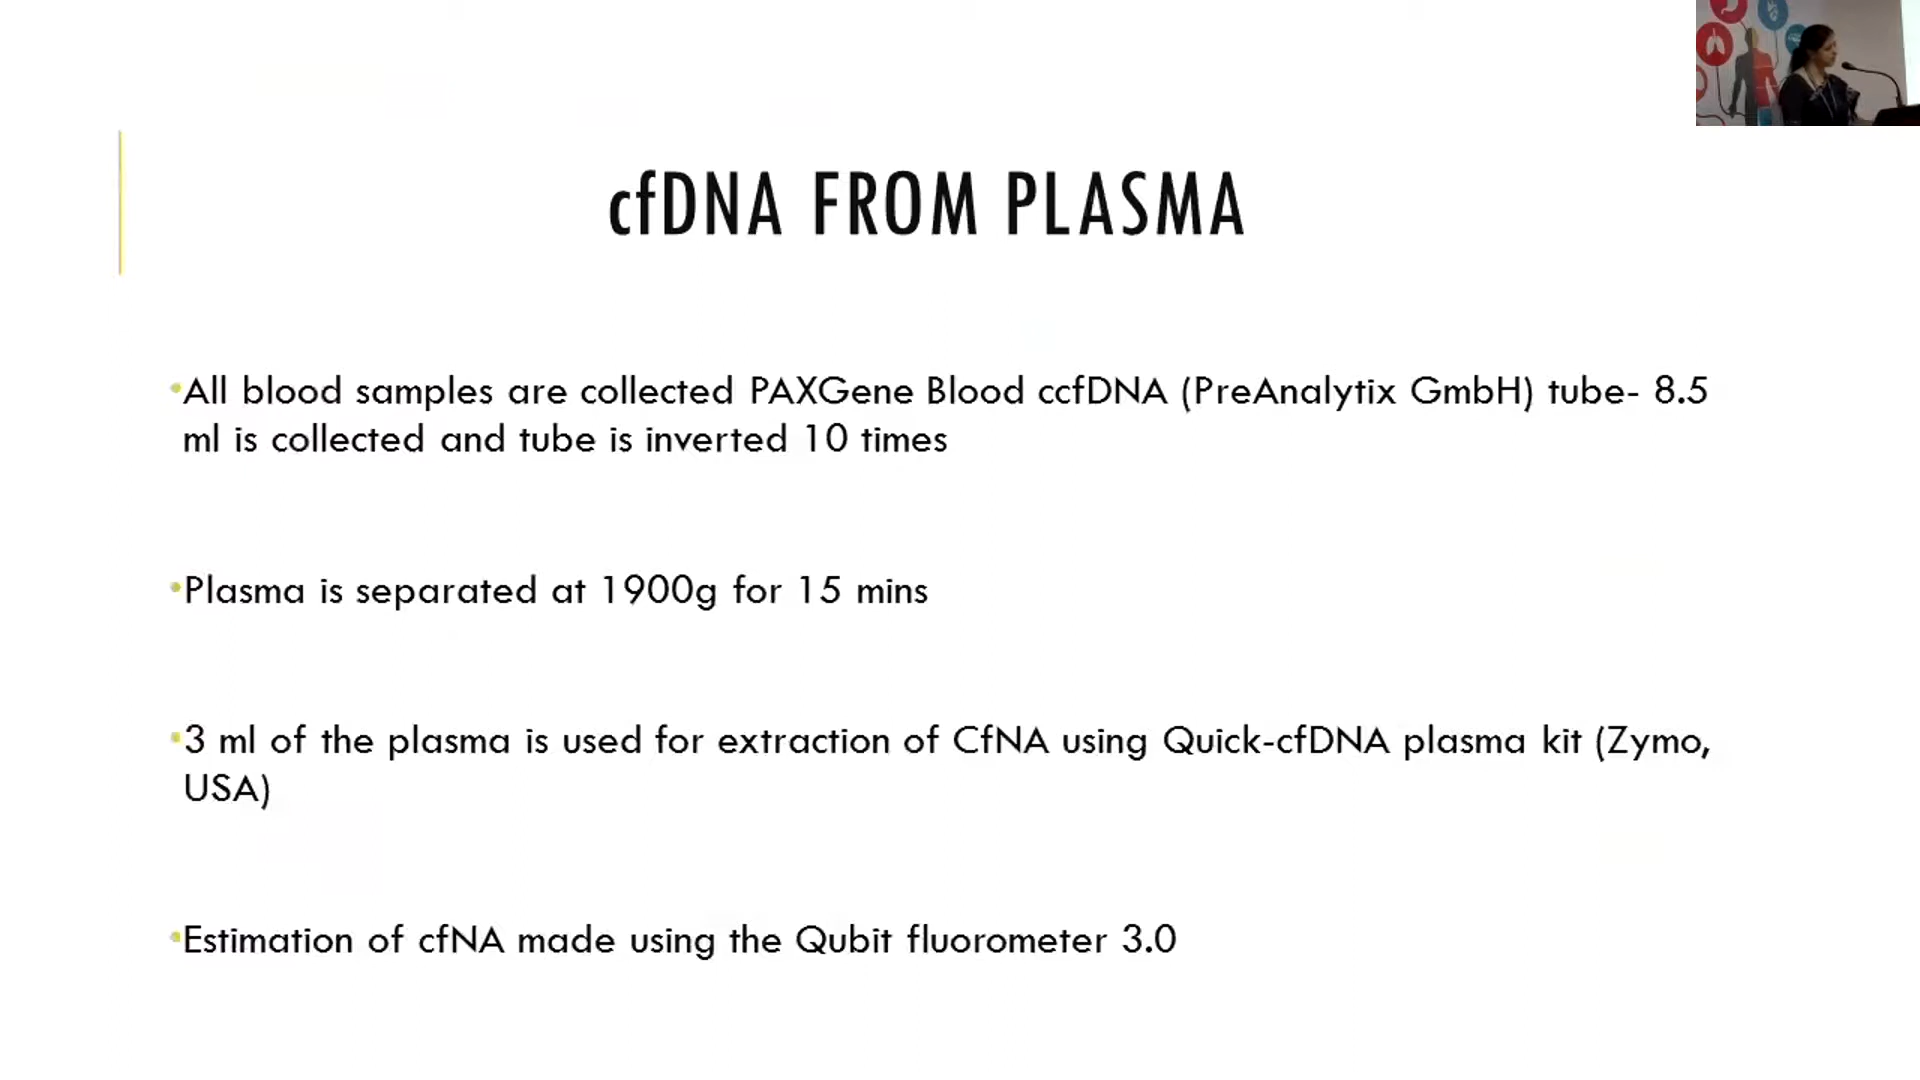 cfDNA FROM PLASMA
•All blood samples are collected PAXGene Blood ccfDNA (PreAnalytix GmbH) tube- 8.5
ml is collected and tube is inverted 10 times
•Plasma is separated at 1900g for 15 mins
•3 ml of the plasma is used for extraction of CfNA using Quick-cfDNA plasma kit (Zymo,
USA)
•Estimation of cfNA made using the Qubit fluorometer 3.0